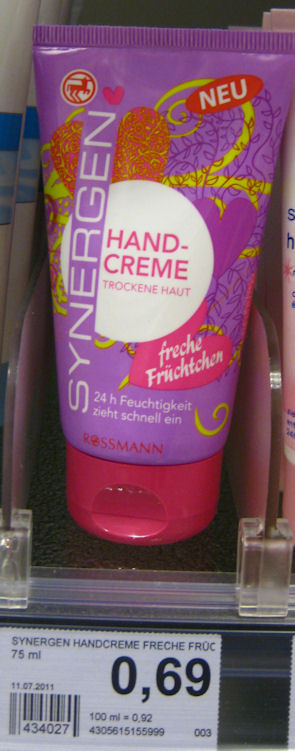 NEU
SYNERGEN
HAND-
CREME
TROCKENE HAUT
freche
Früchtchen
24 h Feuchtigkeit
zieht schnell ein
ROSSMANN
SYNERGEN HANDCREME FRECHE FRÜC
75 ml
0,69
11.07.2011
100 ml = 0,92
434027
4305615155999
003